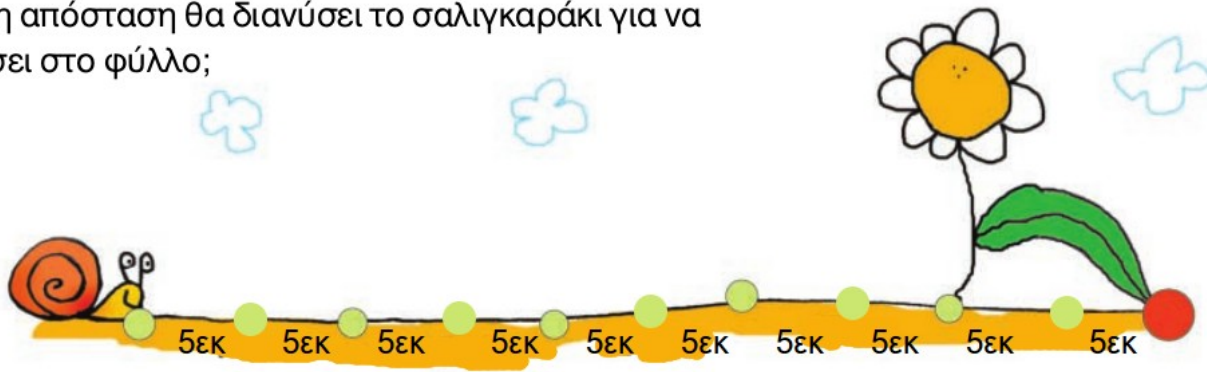 η απόσταση θα διανύσει το σαλιγκαράκι για να
στο φύλλο;
5εκ 5εκ 5εκ 5εκ 5εκ 5εκ 5εκ 5εκ 5εκ 5εκ